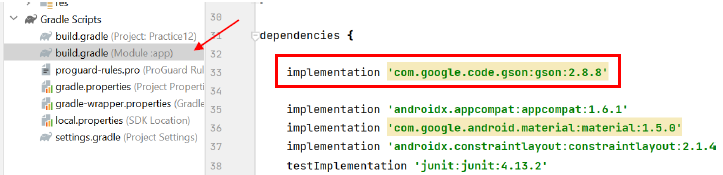 res
Gradle Scripts
build.gradle (Project: Practice12)
build.gradle (Module :app)
proguard-rules.pro (ProGuard Rul
gradle.properties (Project Propert
gradle-wrapper.properties (Gradle
local.properties (SDK Location)
settings.gradle (Project Settings)
30
31 dependencies {
32
33 implementation 'com.google.code.gson:gson:2.8.8'
34
35 implementation 'androidx.appcompat:appcompat:1.6.1'
36 implementation 'com.google.android.material:material:1.5.0'
37 implementation 'androidx.constraintlayout:constraintlayout:2.1.4
38 testImplementation 'junit:junit:4.13.2'